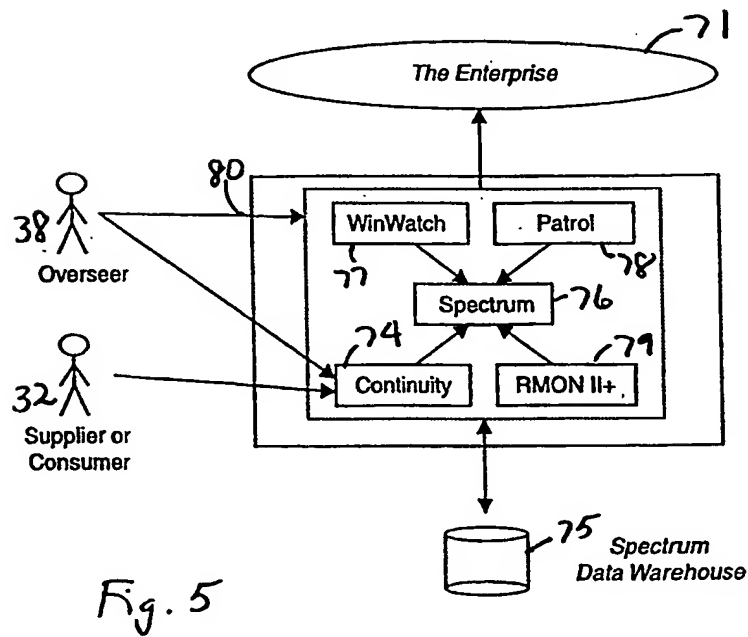 71
The Enterprise
80
38
Overseer
WinWatch
Patrol
77
78
Spectrum
76
74
79
Continuity
RMON II+
32
Supplier or
Consumer
75
Spectrum
Data Warehouse
Fig. 5